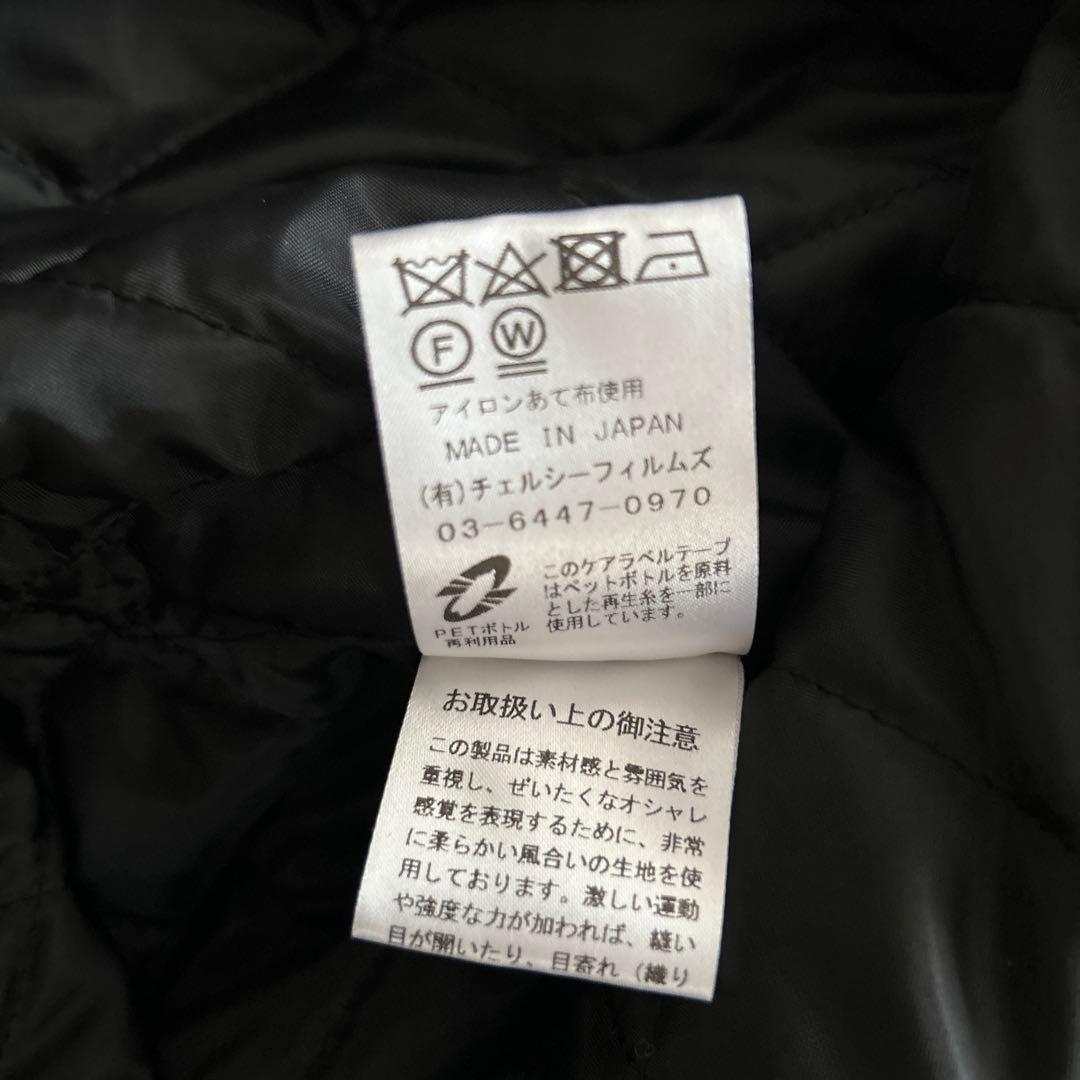 F W
アイロンあて布使用
MADE IN JAPAN
(有)チェルシーフィルムズ
03-6447-0970
PETボトル
再利用品
このケアラベルテープ
はペットボトルを原料
とした再生糸を一部に
使用しています。
お取扱い上の御注意
この製品は素材感と雰囲気を
重視し、ぜいたくなオシャレ
感覚を表現するために、非常
に柔らかい風合いの生地を使
用しております。激しい運動
や強度な力が加われば、縫い
目が開いたり、目寄れ（織り